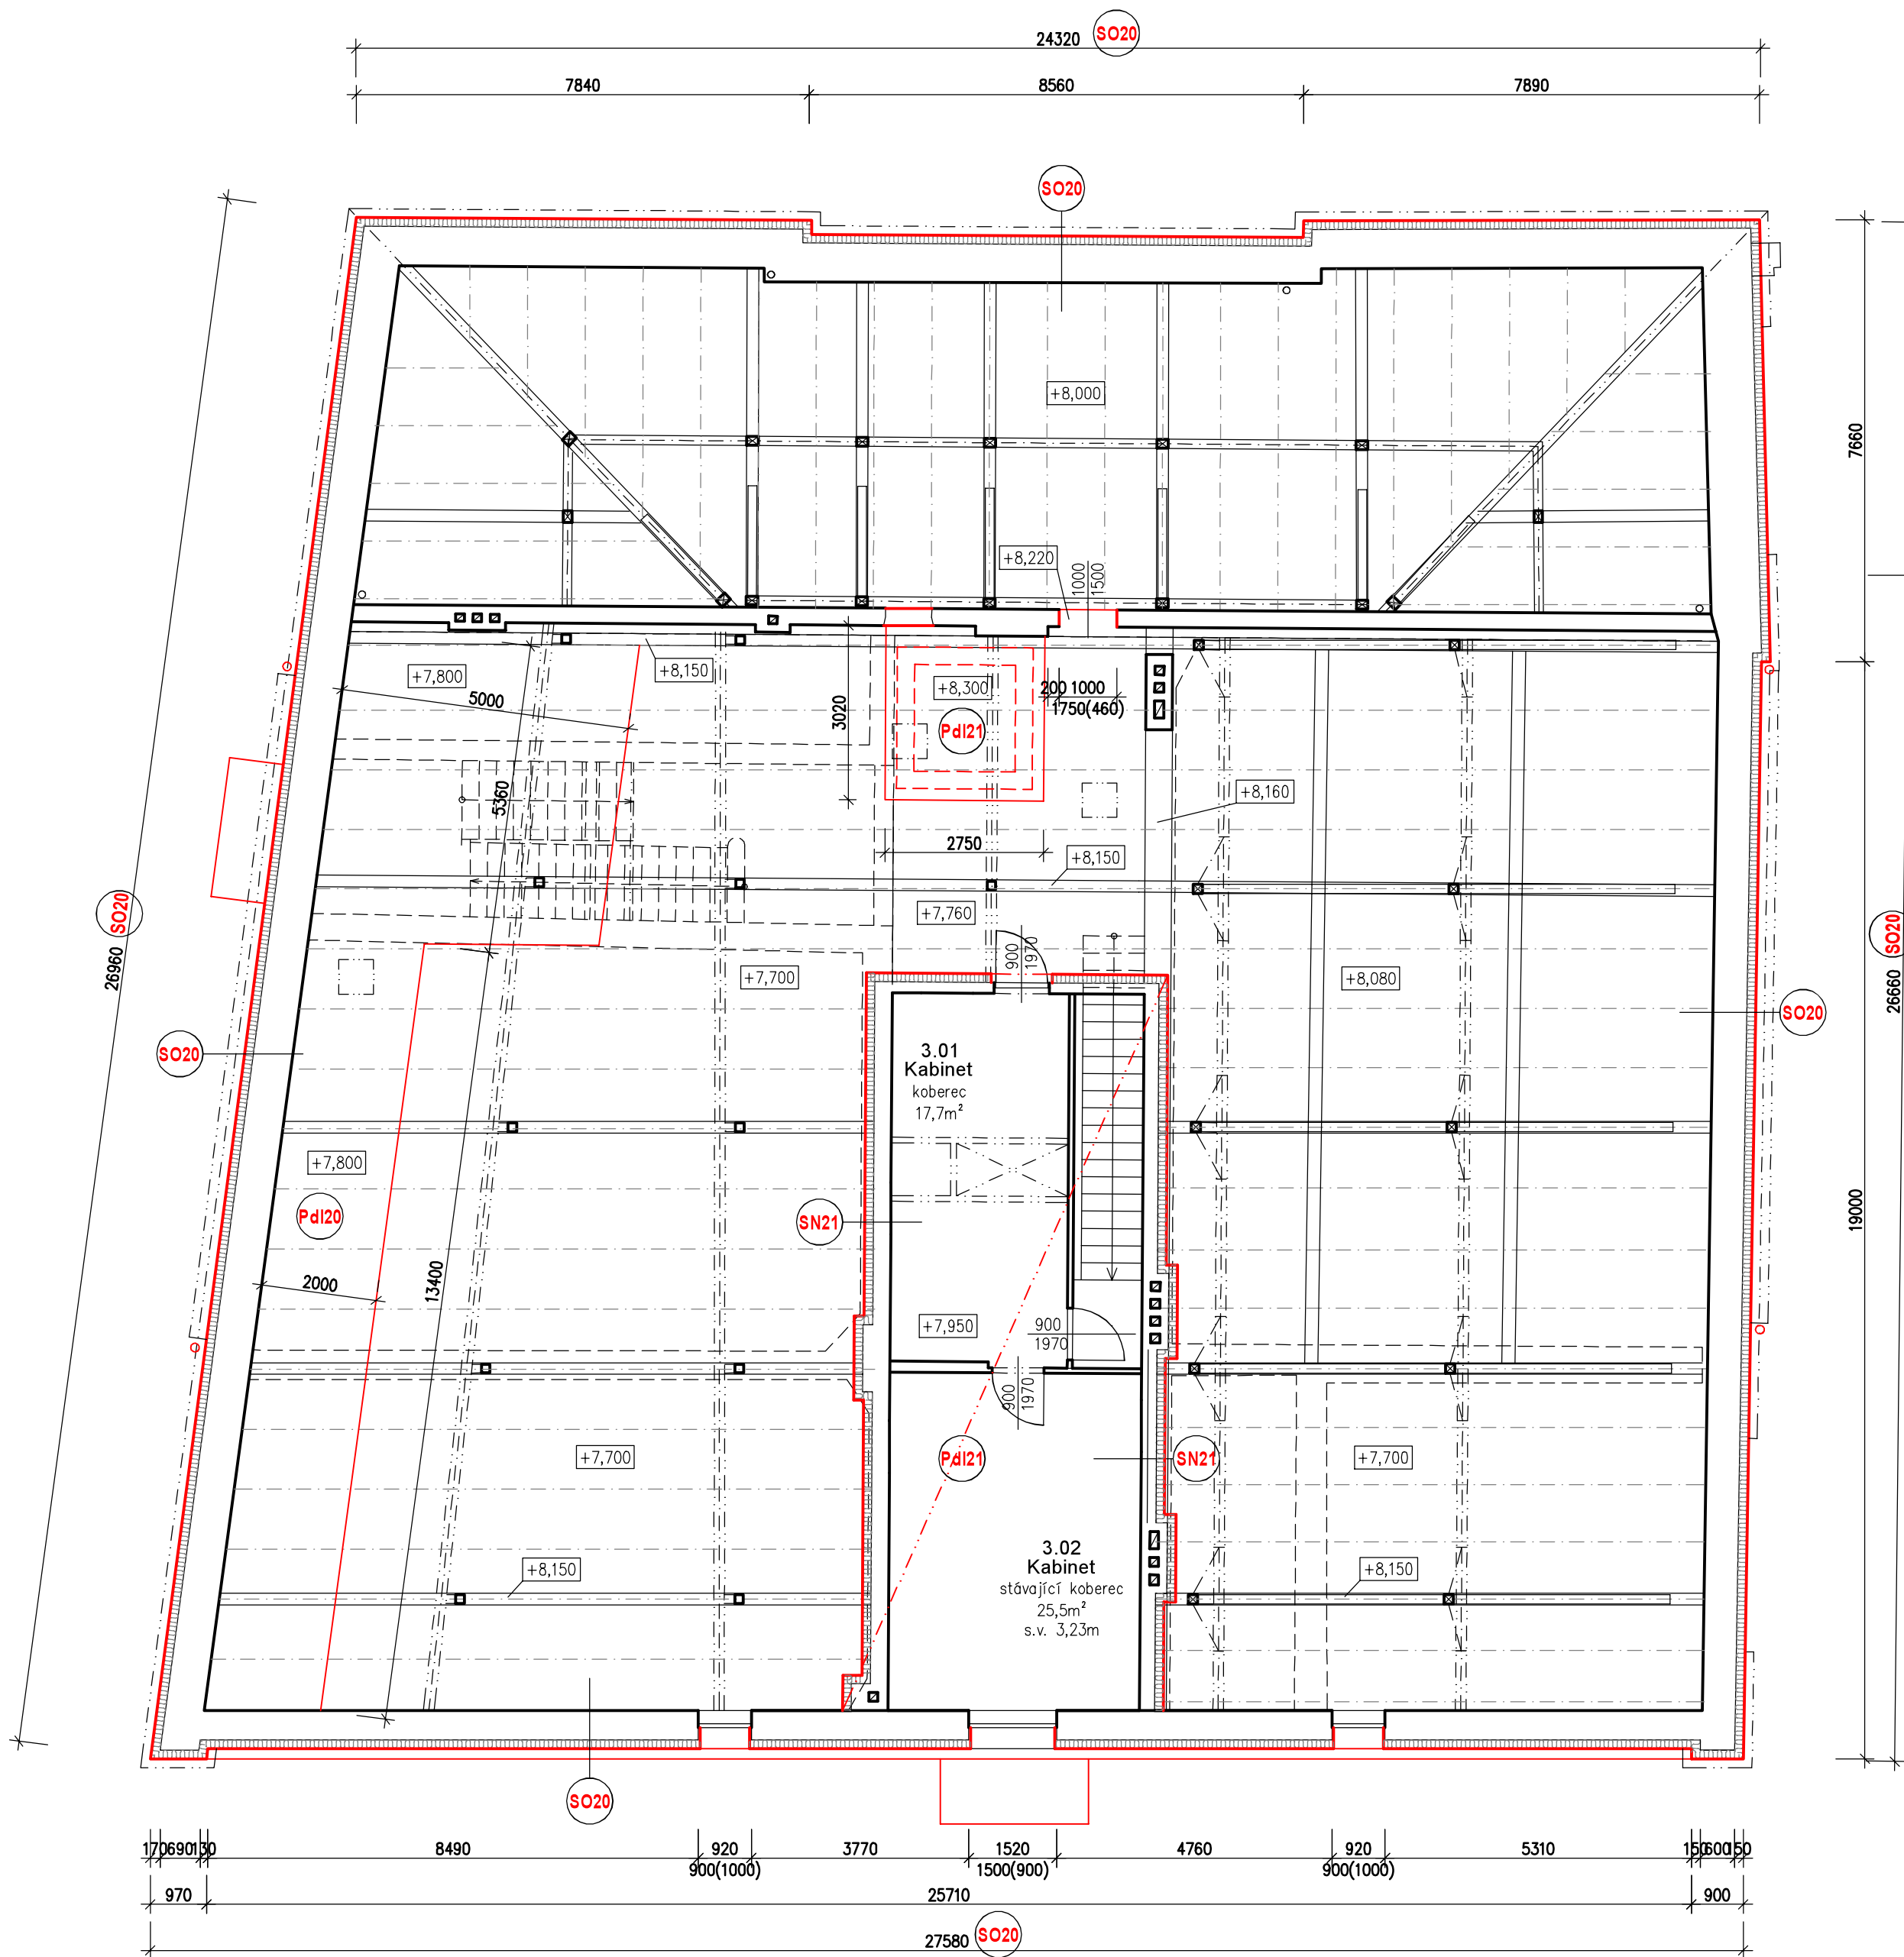 24320
SO20
7840
8560
7890
SO20
+8,000
7660
+8,220
1000
1500
+7,800
+8,150
5000
3020
+8,300
200 1000
1750(460)
Pdl21
5360
+8,160
2750
+8,150
+7,760
SO20
26960
SO20
26660
+7,700
900
1970
+8,080
SO20
SO20
3.01
Kabinet
koberec
17,7m²
+7,800
Pdl20
SN21
19000
2000
13400
+7,950
900
1970
900
1970
+7,700
Pdl21
SN21
+7,700
3.02
Kabinet
stávající koberec
25,5m²
s.v. 3,23m
+8,150
+8,150
SO20
170 690 130 8490 920 3770 1520 4760 920 5310 150 600 150
900(1000) 1500(900) 900(1000)
970 25710 900
27580
SO20